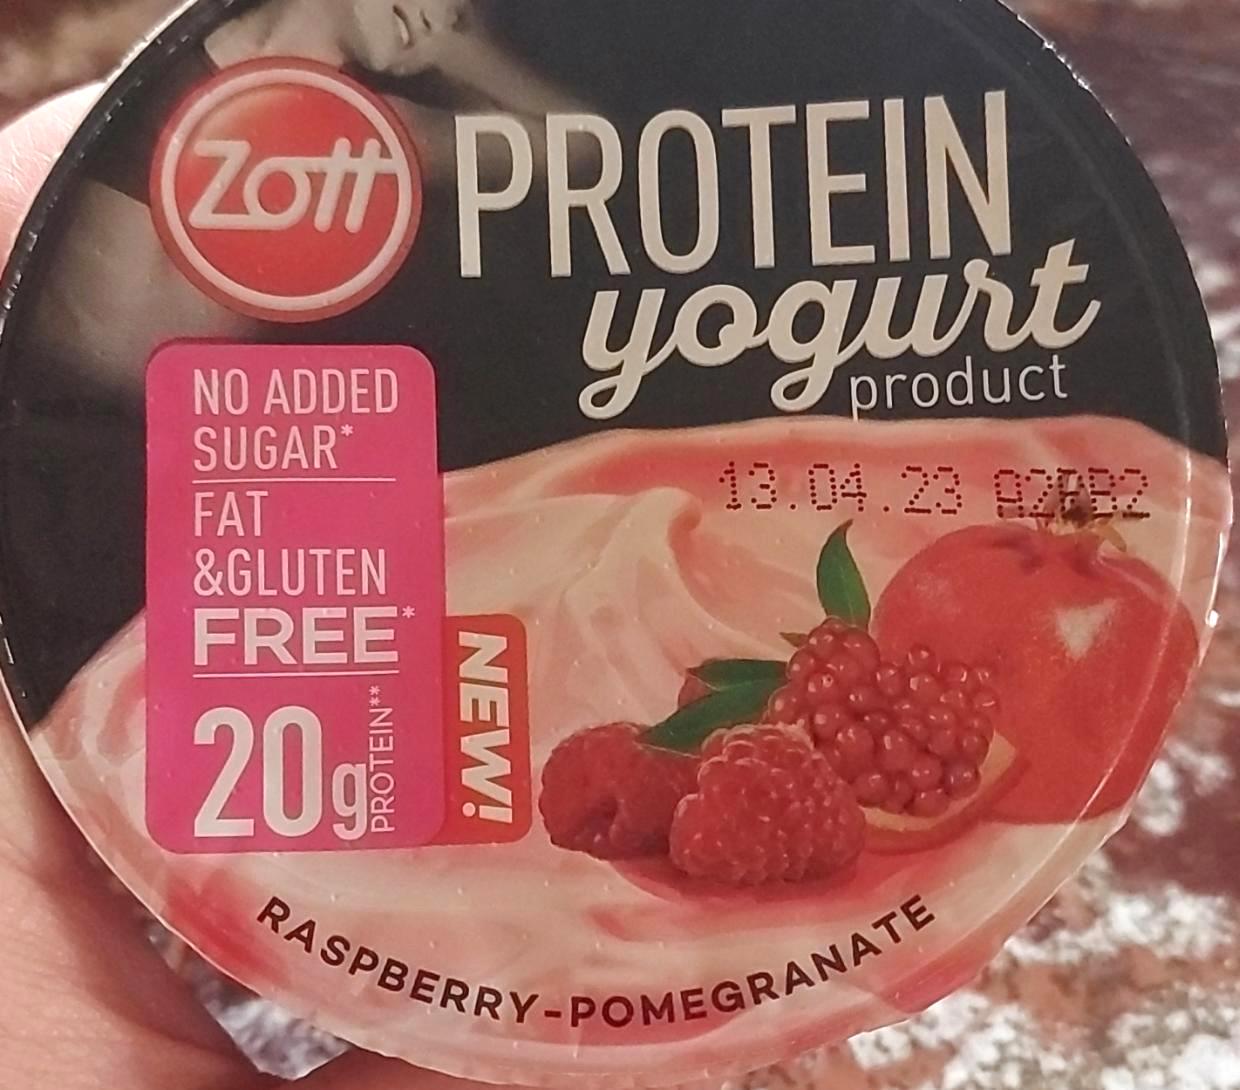 Zott
PROTEIN
yogurt
product
NO ADDED
SUGAR*
FAT
&GLUTEN
FREE*
20g
PROTEIN**
NEW!
13.04.23
RASPBERRY-POMEGRANATE